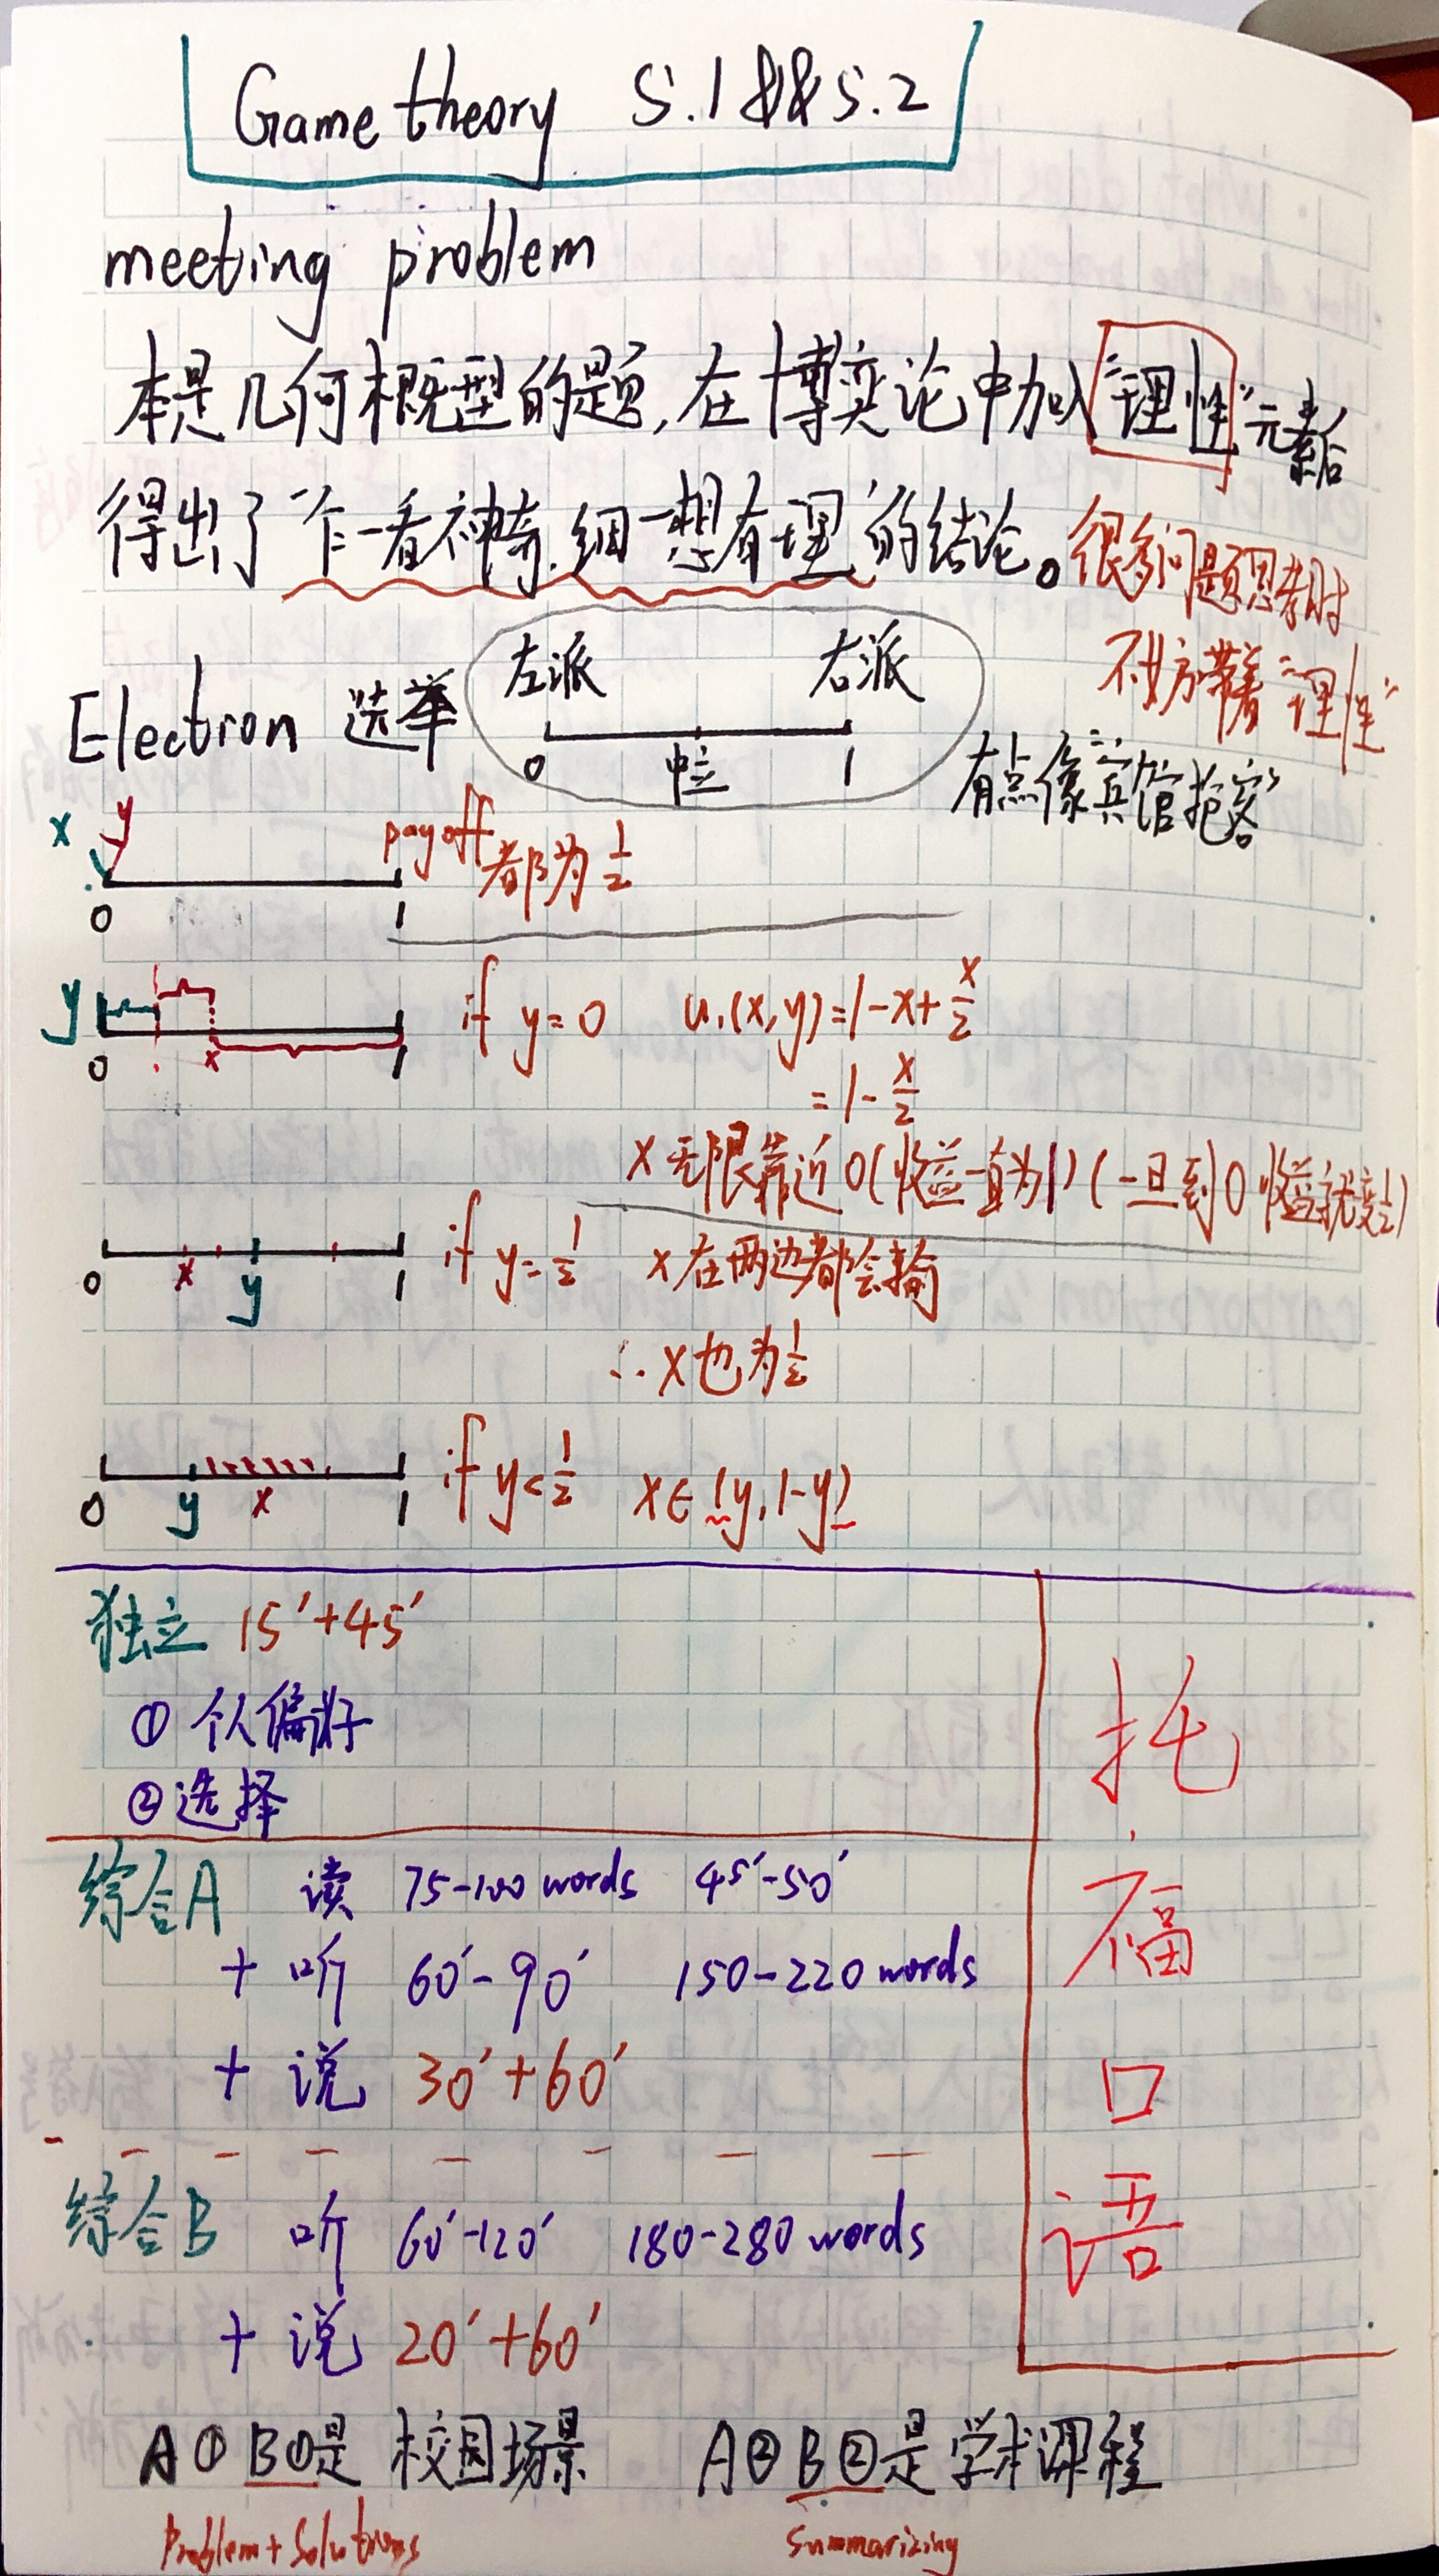 Game theory 5.1 && 5.2
meeting problem
本是几何概型的题,在博弈论中加入“理性”元素后
得出了“乍一看神奇,细一想有理”的结论。
很多问题思考时
不妨带着“理性”
Electron 选举
左派 右派
0 中立 1
有点像“宾馆抢客”
x y
0 1
payoff
都为 1/2
y
0 x 1
if y = 0 u₁(x,y) = 1-x+x/2
= 1-x/2
x无限靠近0(收益一直为1)(一旦到0收益就变1/2)
0 x y 1
if y = 1/2 x在两边都会输
∴ x也为1/2
0 y x 1
if y < 1/2 x∈(y,1-y)
独立 15′+45′
① 个人偏好
② 选择
综合A 读 75-100 words 45′-50′
+ 听 60′-90′ 150-220 words
+ 说 30′+60′
综合B 听 60′-120′ 180-280 words
+ 说 20′+60′
托
福
口
语
A① B①是 校园场景 A② B②是学术课程
Problem + Solutions Summarizing